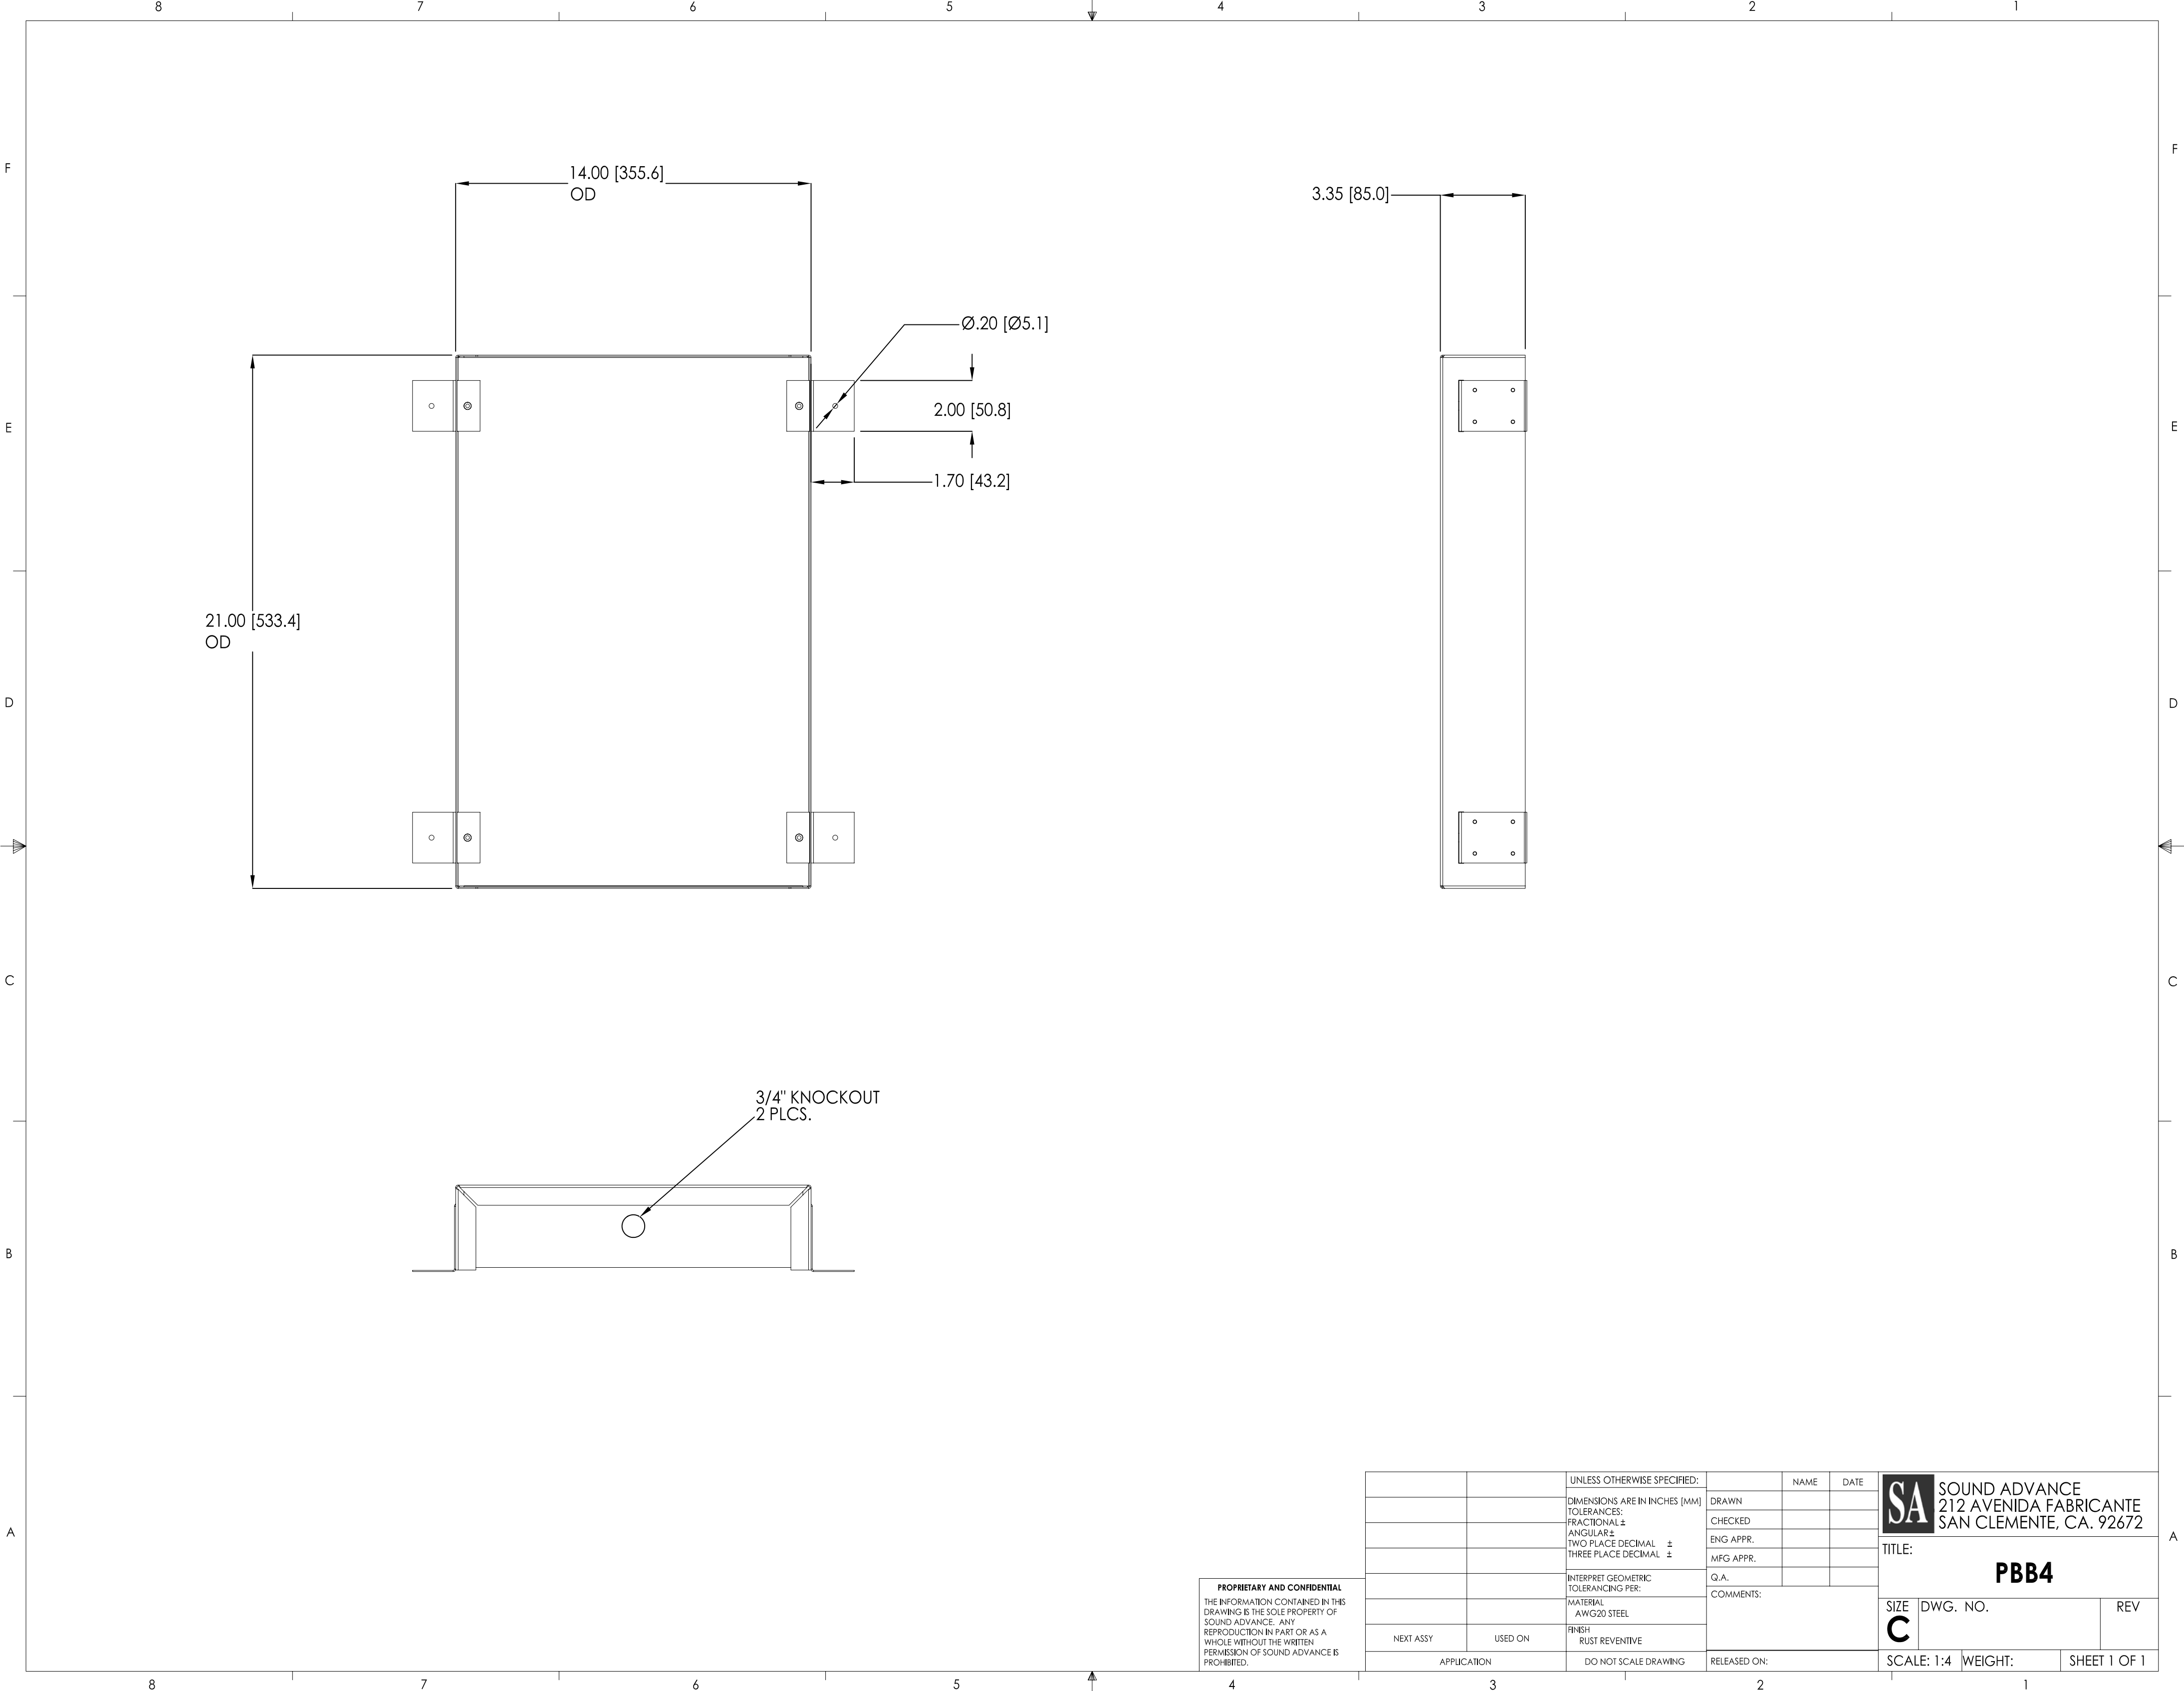 8 7 6 5 4 3 2 1
F F
14.00 [355.6]
OD
3.35 [85.0]
Ø.20 [Ø5.1]
2.00 [50.8]
E E
1.70 [43.2]
21.00 [533.4]
OD
D D
C C
3/4" KNOCKOUT
2 PLCS.
B B
A A
PROPRIETARY AND CONFIDENTIAL
THE INFORMATION CONTAINED IN THIS
DRAWING IS THE SOLE PROPERTY OF
SOUND ADVANCE. ANY
REPRODUCTION IN PART OR AS A
WHOLE WITHOUT THE WRITTEN
PERMISSION OF SOUND ADVANCE IS
PROHIBITED.
NEXT ASSY
USED ON
APPLICATION
UNLESS OTHERWISE SPECIFIED:
DIMENSIONS ARE IN INCHES [MM]
TOLERANCES:
FRACTIONAL ±
ANGULAR±
TWO PLACE DECIMAL ±
THREE PLACE DECIMAL ±
INTERPRET GEOMETRIC
TOLERANCING PER:
MATERIAL
AWG20 STEEL
FINISH
RUST REVENTIVE
DO NOT SCALE DRAWING
NAME DATE
DRAWN
CHECKED
ENG APPR.
MFG APPR.
Q.A.
COMMENTS:
RELEASED ON:
SA
SOUND ADVANCE
212 AVENIDA FABRICANTE
SAN CLEMENTE, CA. 92672
TITLE:
PBB4
SIZE DWG. NO. REV
C
SCALE: 1:4 WEIGHT: SHEET 1 OF 1
8 7 6 5 4 3 2 1